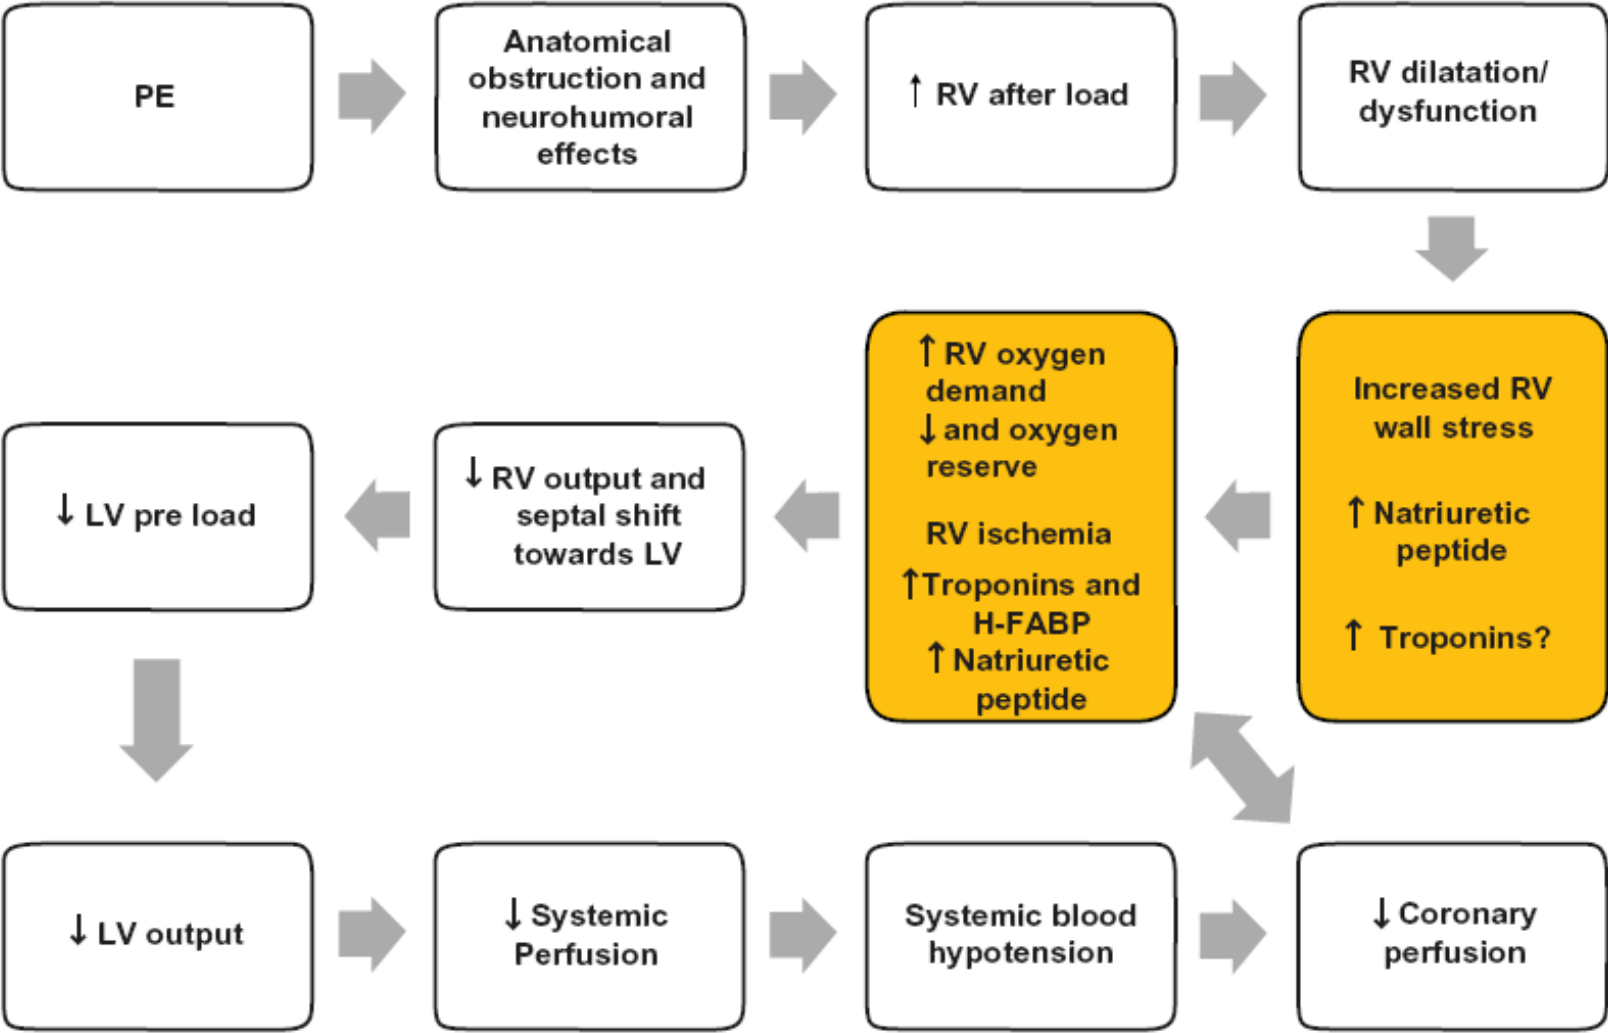 PE
Anatomical
obstruction and
neurohumoral
effects
↑ RV after load
RV dilatation/
dysfunction
Increased RV
wall stress
↑ Natriuretic
peptide
↑ Troponins?
↑ RV oxygen
demand
↓ and oxygen
reserve
RV ischemia
↑ Troponins and
H-FABP
↑ Natriuretic
peptide
↓ RV output and
septal shift
towards LV
↓ LV pre load
↓ LV output
↓ Systemic
Perfusion
Systemic blood
hypotension
↓ Coronary
perfusion